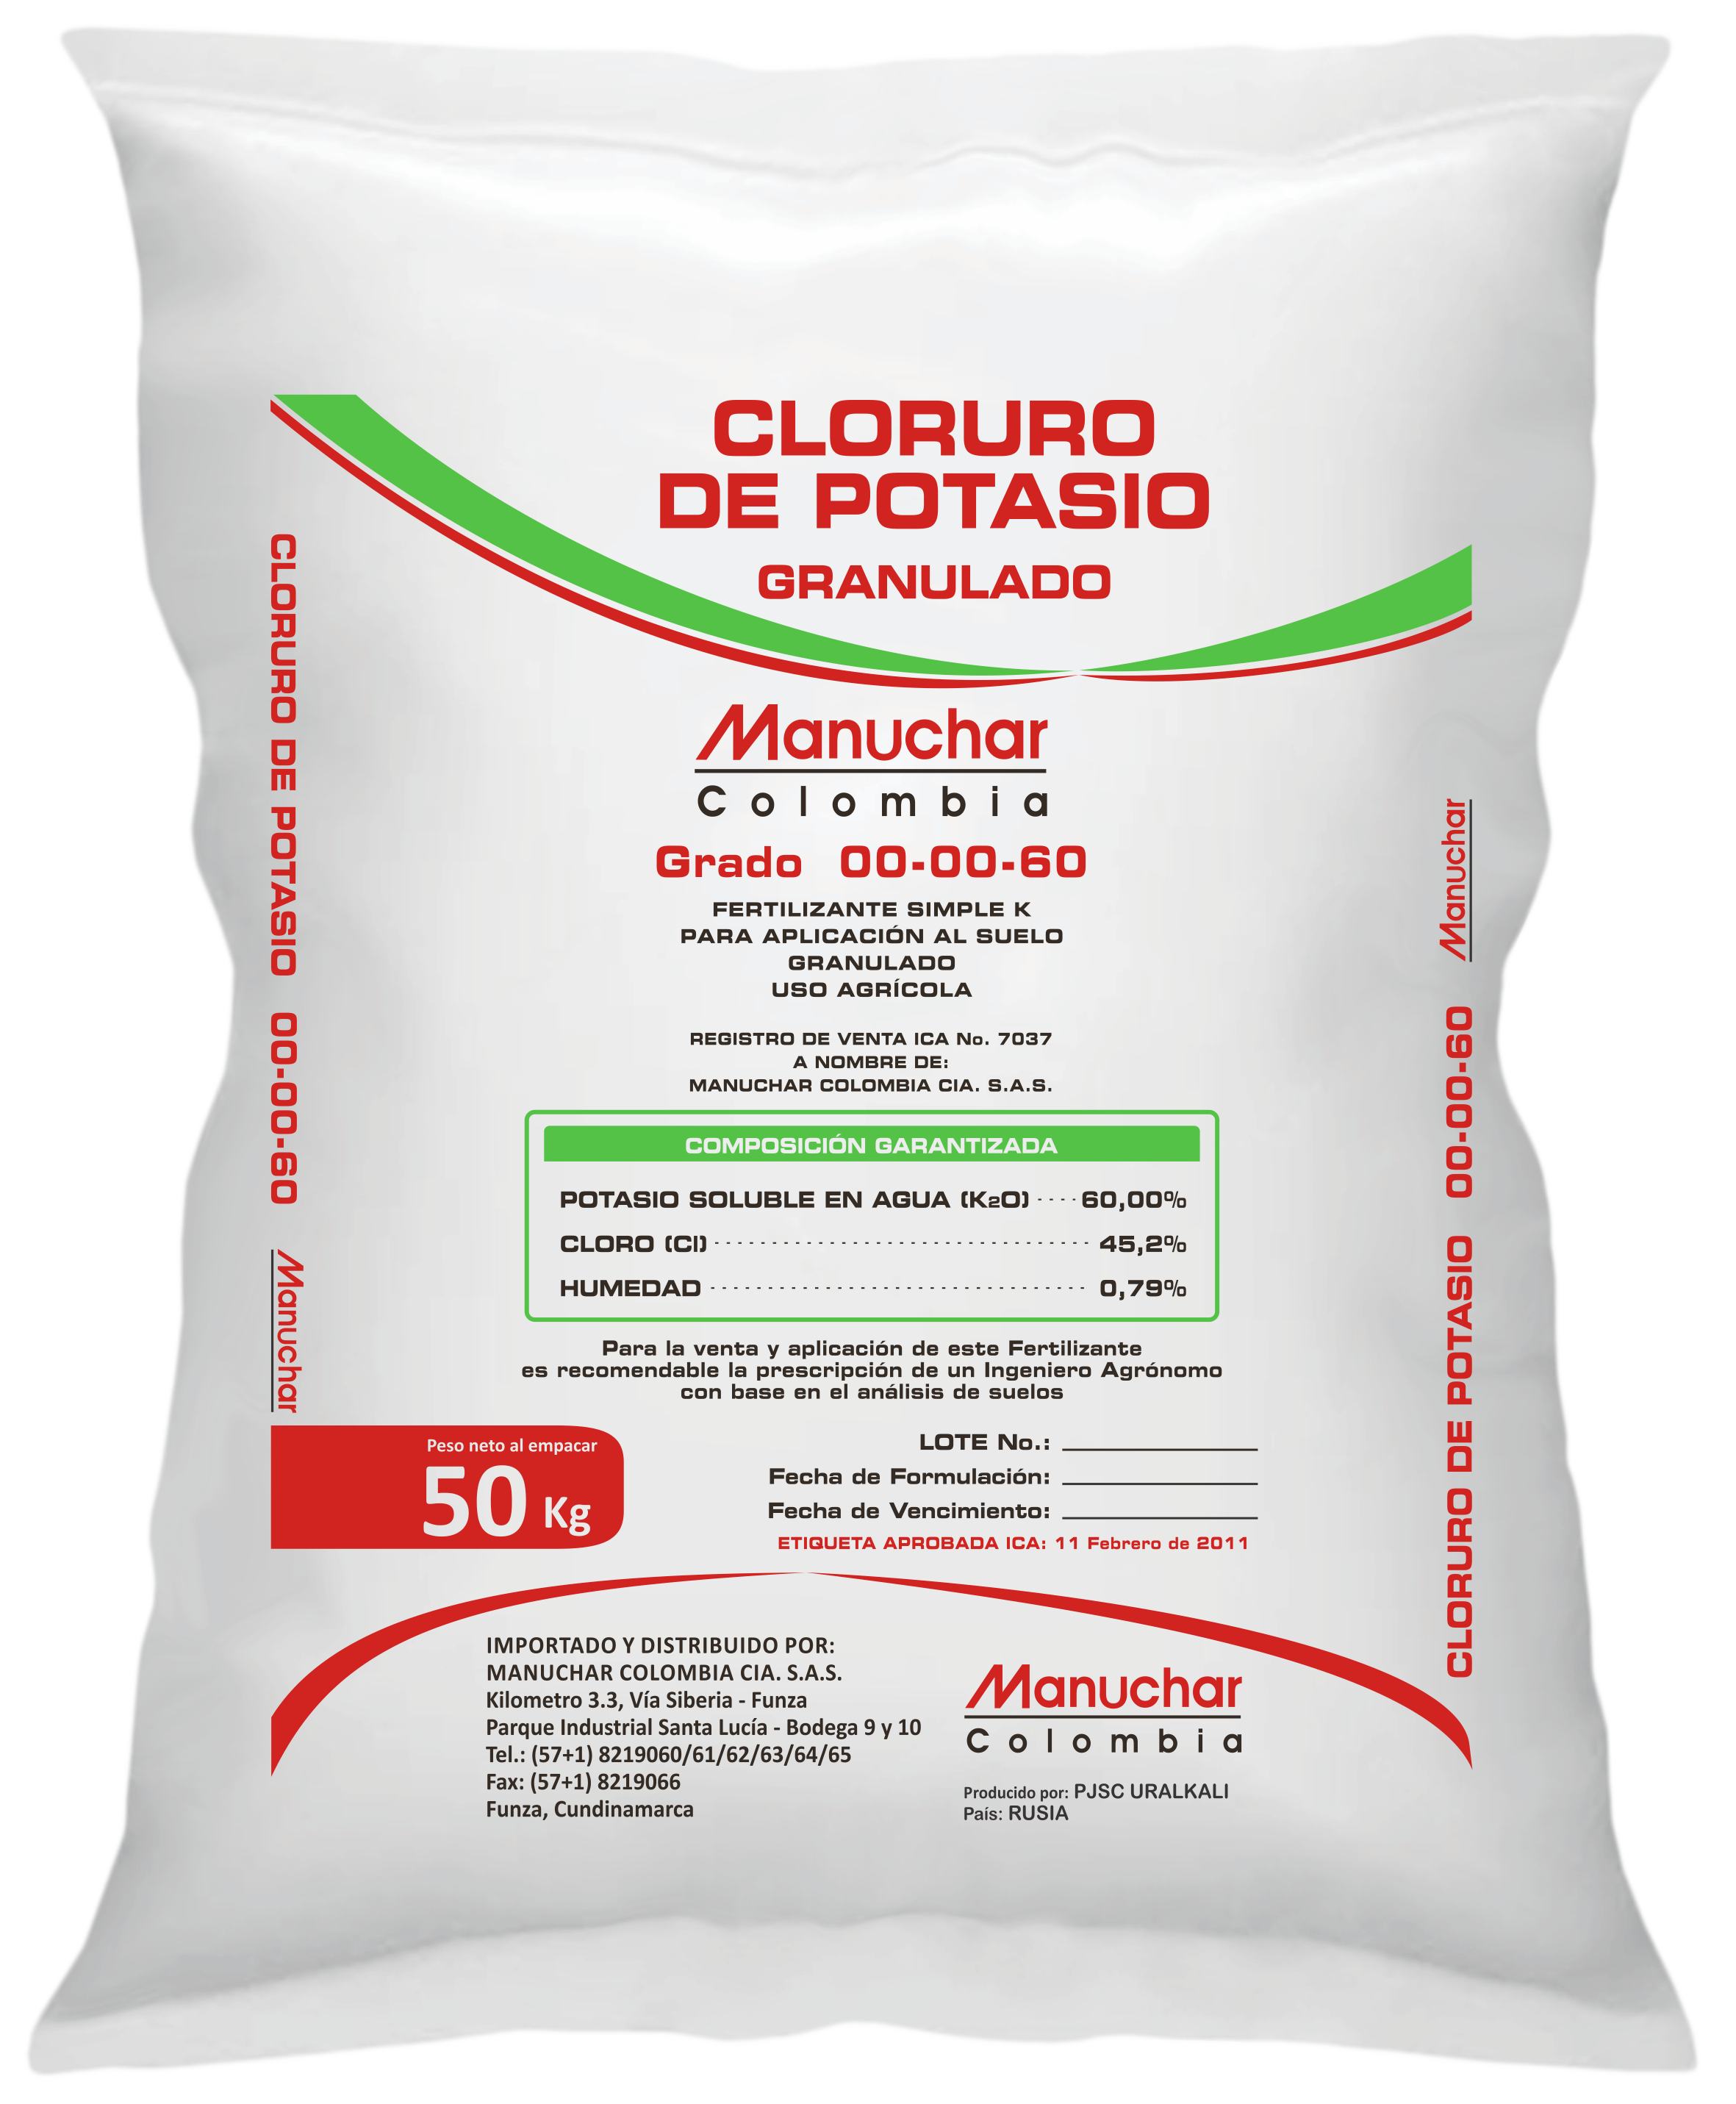 CLORURO
DE POTASIO
GRANULADO
Manuchar
Colombia
Grado 00-00-60
FERTILIZANTE SIMPLE K
PARA APLICACIÓN AL SUELO
GRANULADO
USO AGRÍCOLA
REGISTRO DE VENTA ICA No. 7037
A NOMBRE DE:
MANUCHAR COLOMBIA CIA. S.A.S.
COMPOSICIÓN GARANTIZADA
POTASIO SOLUBLE EN AGUA (K2O) ---- 60,00%
CLORO (Cl) -------------------------------- 45,2%
HUMEDAD -------------------------------- 0,79%
Para la venta y aplicación de este Fertilizante
es recomendable la prescripción de un Ingeniero Agrónomo
con base en el análisis de suelos
Peso neto al empacar
50 Kg
LOTE No.: 
Fecha de Formulación: 
Fecha de Vencimiento: 
ETIQUETA APROBADA ICA: 11 Febrero de 2011
IMPORTADO Y DISTRIBUIDO POR:
MANUCHAR COLOMBIA CIA. S.A.S.
Kilometro 3.3, Vía Siberia - Funza
Parque Industrial Santa Lucía - Bodega 9 y 10
Tel.: (57+1) 8219060/61/62/63/64/65
Fax: (57+1) 8219066
Funza, Cundinamarca
Manuchar
Colombia
Producido por: PJSC URALKALI
País: RUSIA
CLORURO DE POTASIO 00-00-60 Manuchar
CLORURO DE POTASIO 00-00-60 Manuchar